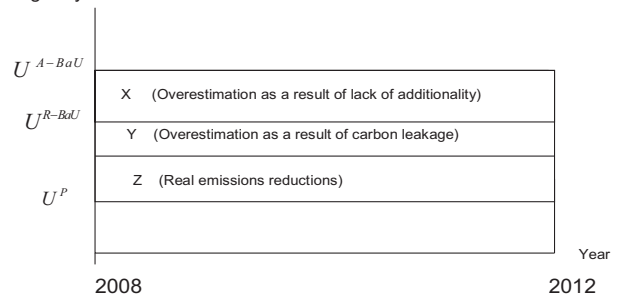 U A-BaU
X (Overestimation as a result of lack of additionality)
U R-BaU
Y (Overestimation as a result of carbon leakage)
Z (Real emissions reductions)
U P
Year
2008 2012